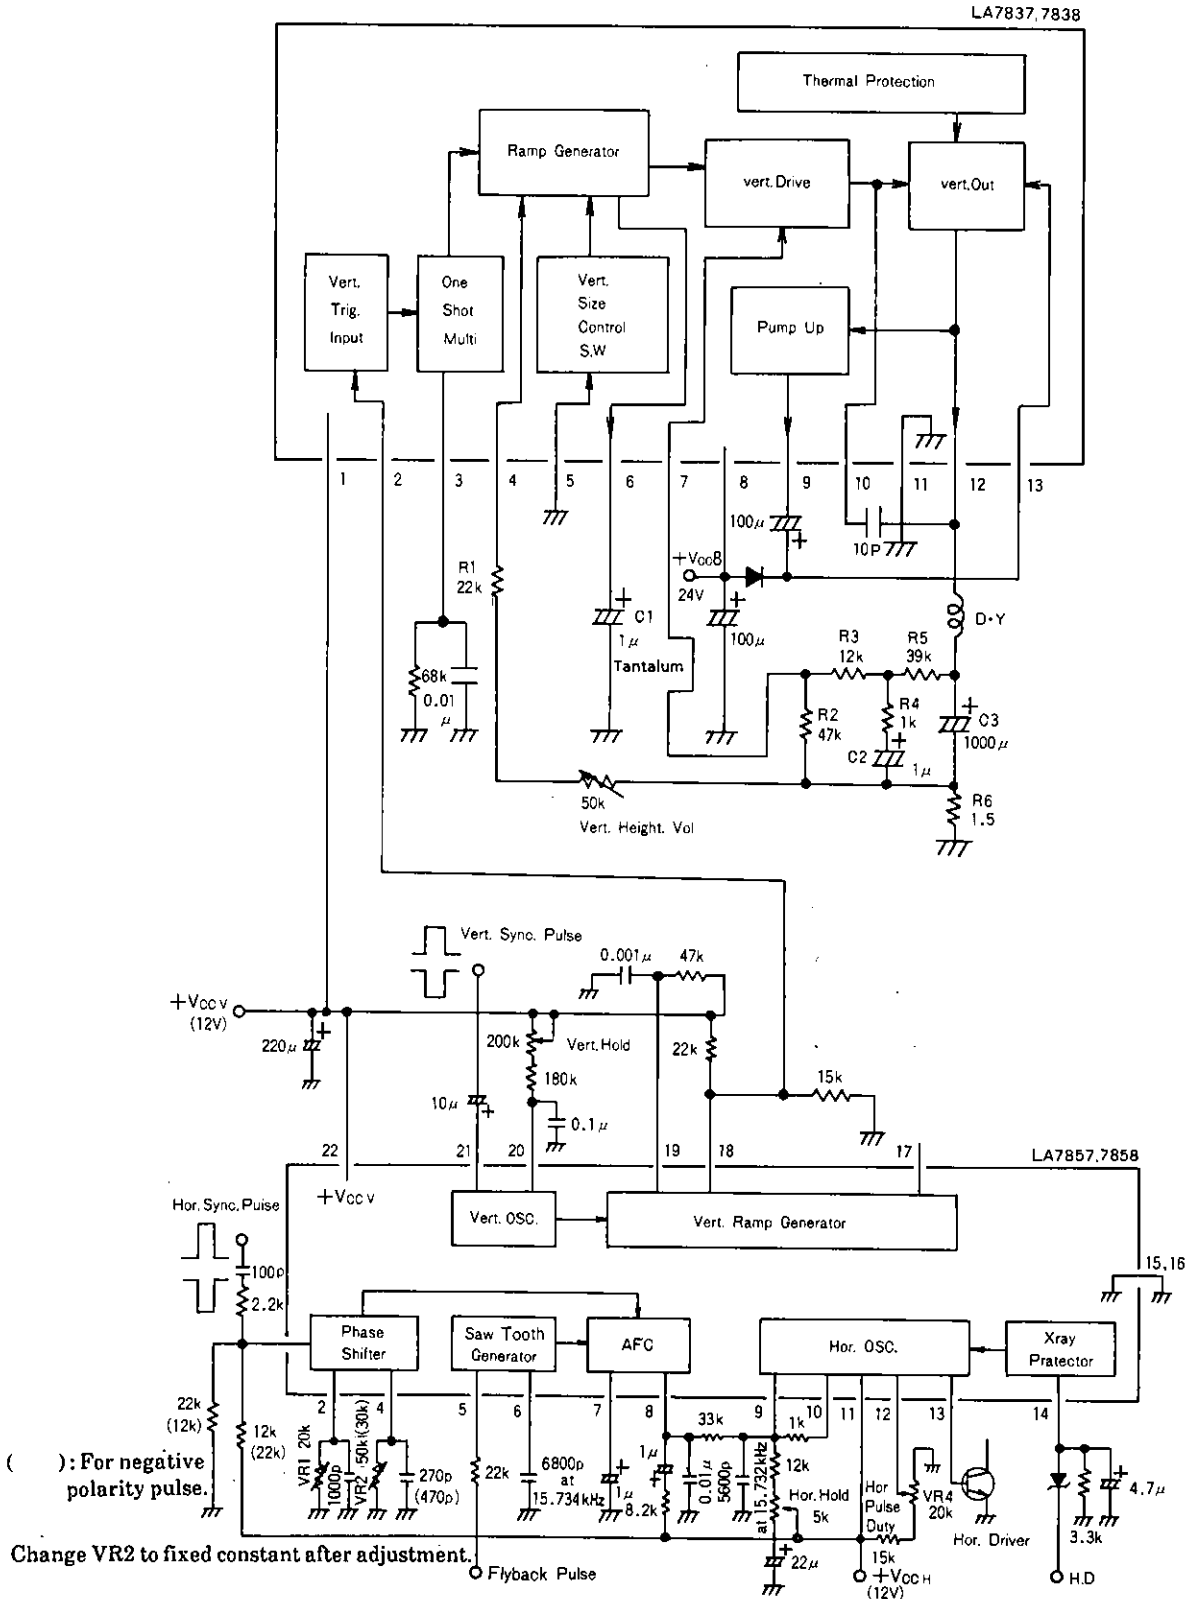 LA7837,7838
Thermal Protection
Ramp Generator
vert.Drive
vert.Out
Vert.
Trig.
Input
One
Shot
Multi
Vert.
Size
Control
S.W
Pump Up
1
2
3
4
5
6
7
8
9
10
11
12
13
100μ
+
10P
R1
22k
+Vcc8
24V
+
100μ
+
C1
1μ
Tantalum
D·Y
R3
12k
R5
39k
68k
0.01
μ
R2
47k
R4
1k
C2
+
1μ
+
C3
1000μ
50k
Vert. Height. Vol
R6
1.5
Vert. Sync. Pulse
0.001μ
47k
+Vcc v
(12V)
220μ
+
200k
Vert.Hold
22k
180k
15k
10μ
+
0.1μ
22
21
20
19
18
17
LA7857,7858
+Vcc v
Hor.Sync.Pulse
Vert. OSC.
Vert. Ramp Generator
15,16
100p
2.2k
Phase
Shifter
Saw Tooth
Generator
AFC
Hor. OSC.
Xray
Pratector
2
4
5
6
7
8
9
10
11
12
13
14
22k
(12k)
12k
(22k)
VR1 20k
1000p
VR2 50k(30k)
270p
(470p)
22k
6800p
at
15.734kHz
+
1μ
1μ
+
8.2k
33k
0.01μ
5600p
at 15.732kHz
1k
12k
Hor.Hold
5k
+
22μ
Hor
Pulse
Duty
15k
VR4
20k
Hor. Driver
3.3k
+
4.7μ
( ): For negative
polarity pulse.
Change VR2 to fixed constant after adjustment.
Flyback Pulse
+Vcc H
(12V)
H.D